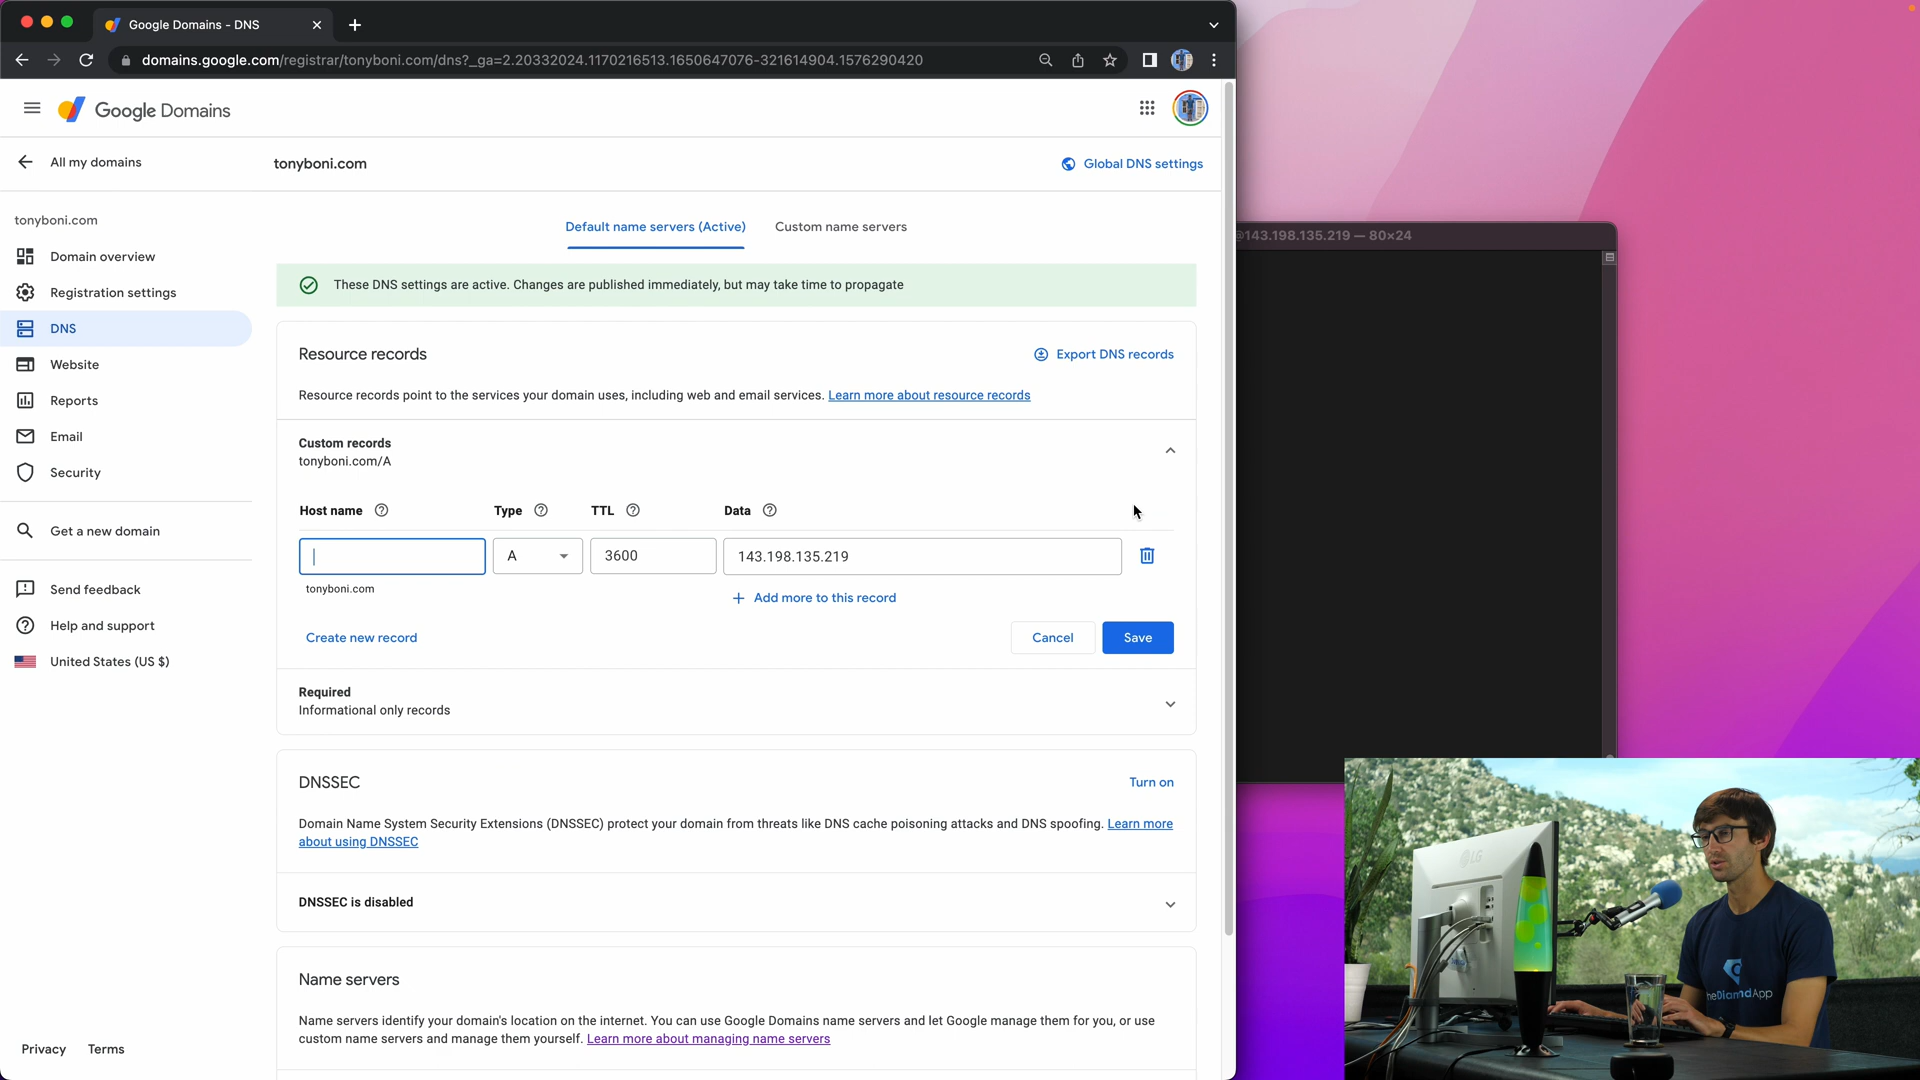 Google Domains - DNS
domains.google.com/registrar/tonyboni.com/dns?_ga=2.20332024.1170216513.1650647076-321614904.1576290420
Google Domains
All my domains
tonyboni.com
Global DNS settings
tonyboni.com
Default name servers (Active)
Custom name servers
Domain overview
Registration settings
DNS
Website
Reports
Email
Security
Get a new domain
Send feedback
Help and support
United States (US $)
Privacy
Terms
These DNS settings are active. Changes are published immediately, but may take time to propagate
Resource records
Export DNS records
Resource records point to the services your domain uses, including web and email services. Learn more about resource records
Custom records
tonyboni.com/A
Host name
Type
TTL
Data
A
3600
143.198.135.219
tonyboni.com
Add more to this record
Create new record
Cancel
Save
Required
Informational only records
DNSSEC
Turn on
Domain Name System Security Extensions (DNSSEC) protect your domain from threats like DNS cache poisoning attacks and DNS spoofing. Learn more
about using DNSSEC
DNSSEC is disabled
Name servers
Name servers identify your domain's location on the internet. You can use Google Domains name servers and let Google manage them for you, or use
custom name servers and manage them yourself. Learn more about managing name servers
@143.198.135.219 — 80×24
LG